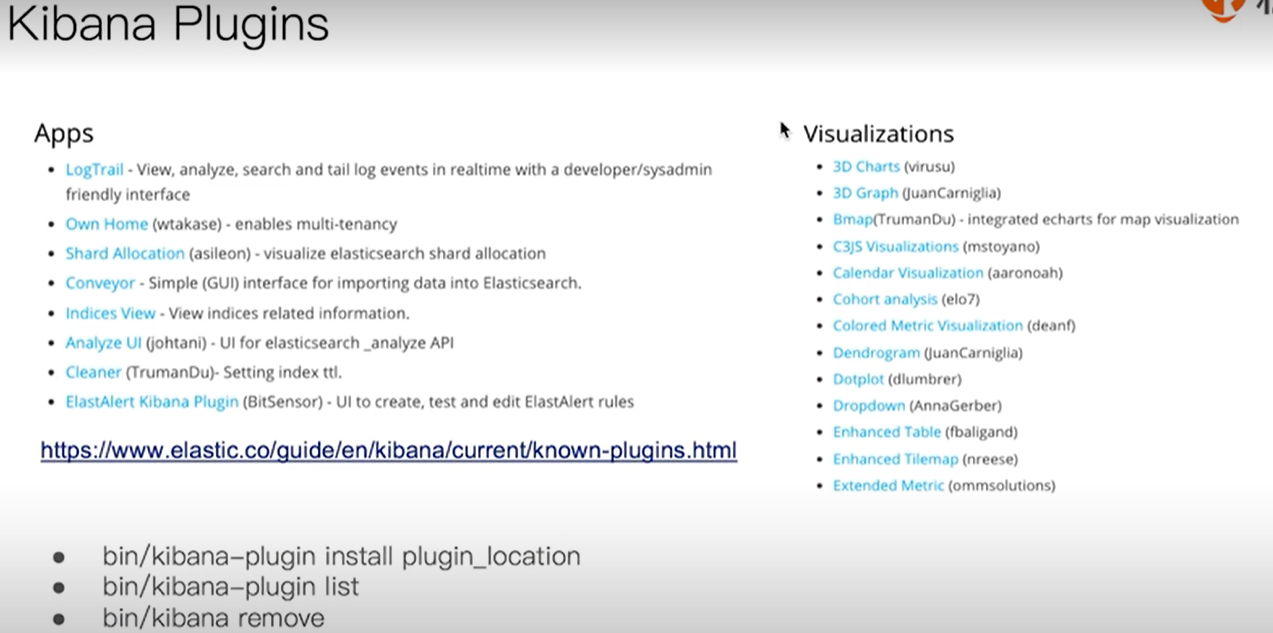 Kibana Plugins
Apps
• LogTrail - View, analyze, search and tail log events in realtime with a developer/sysadmin
friendly interface
• Own Home (wtakase) - enables multi-tenancy
• Shard Allocation (asileon) - visualize elasticsearch shard allocation
• Conveyor - Simple (GUI) interface for importing data into Elasticsearch.
• Indices View - View indices related information.
• Analyze UI (johtani) - UI for elasticsearch _analyze API
• Cleaner (TrumanDu)- Setting index ttl.
• ElastAlert Kibana Plugin (BitSensor) - UI to create, test and edit ElastAlert rules
https://www.elastic.co/guide/en/kibana/current/known-plugins.html
Visualizations
• 3D Charts (virusu)
• 3D Graph (JuanCarniglia)
• Bmap(TrumanDu) - integrated echarts for map visualization
• C3JS Visualizations (mstoyano)
• Calendar Visualization (aaronoah)
• Cohort analysis (elo7)
• Colored Metric Visualization (deanf)
• Dendrogram (JuanCarniglia)
• Dotplot (dlumbrer)
• Dropdown (AnnaGerber)
• Enhanced Table (fbaligand)
• Enhanced Tilemap (nreese)
• Extended Metric (ommsolutions)
• bin/kibana-plugin install plugin_location
• bin/kibana-plugin list
• bin/kibana remove